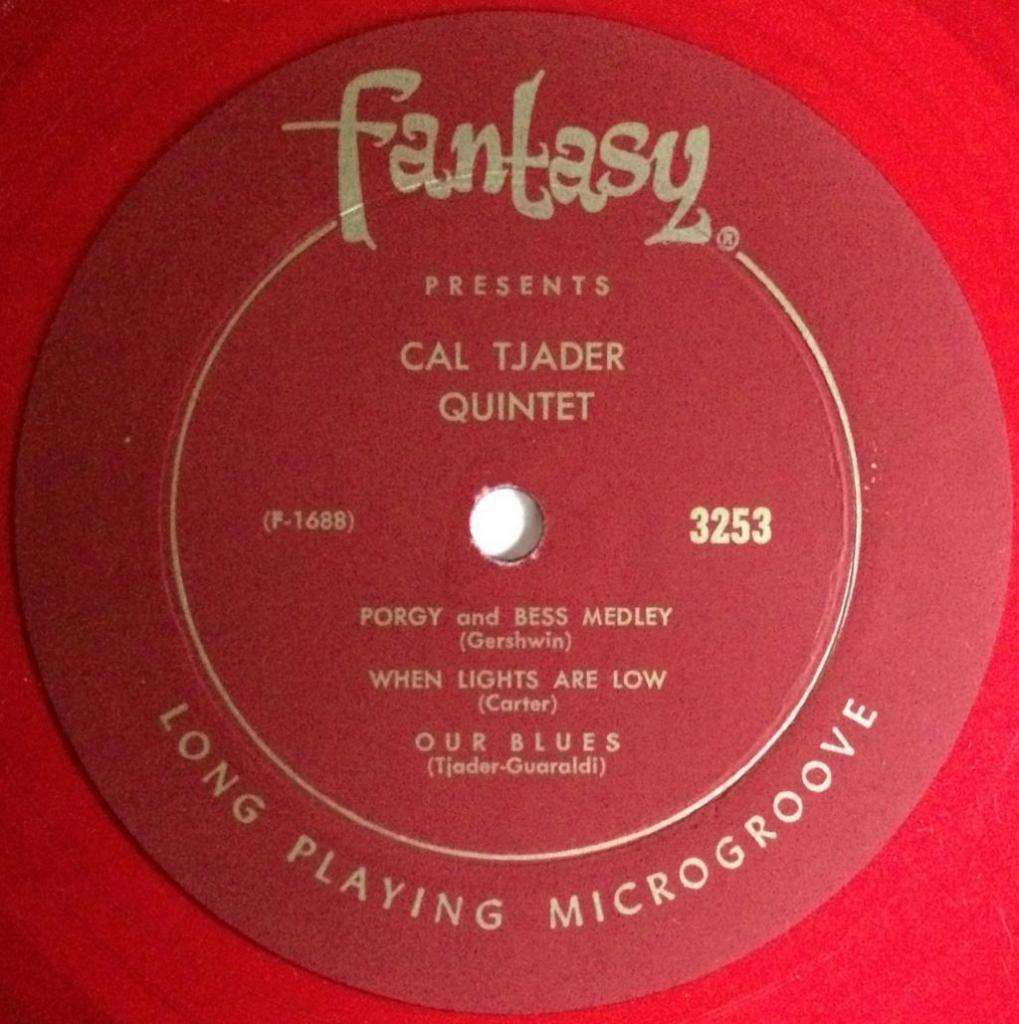 Fantasy®
PRESENTS
CAL TJADER
QUINTET
(F-1688)
3253
PORGY and BESS MEDLEY
(Gershwin)
WHEN LIGHTS ARE LOW
(Carter)
OUR BLUES
(Tjader-Guaraldi)
LONG PLAYING MICROGROOVE